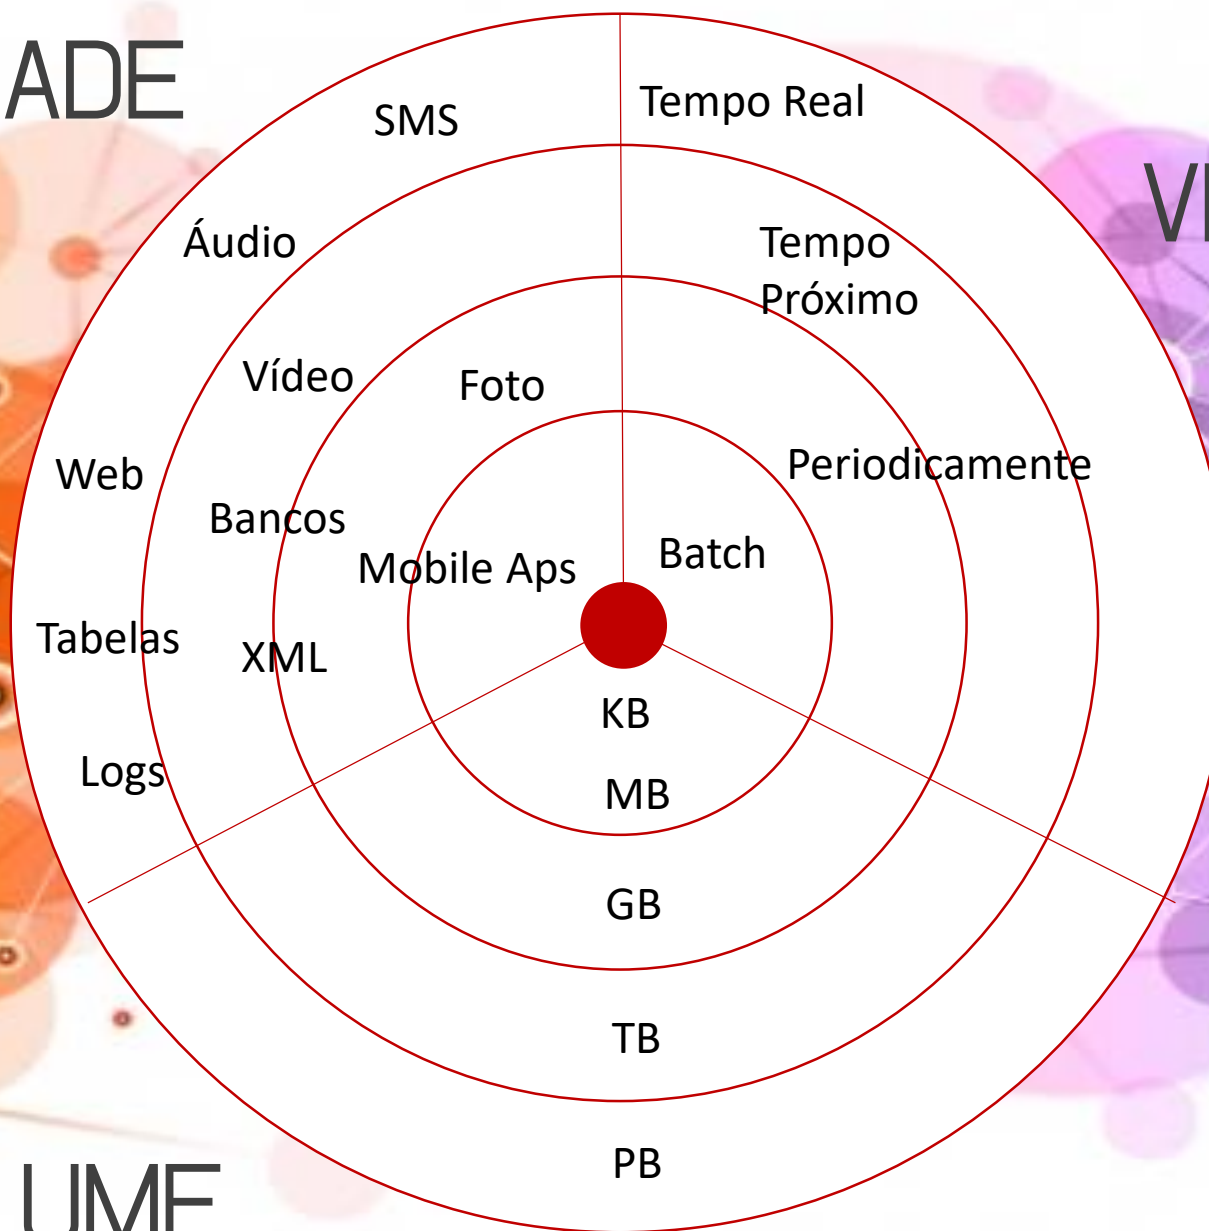 ADE
SMS
Tempo Real
Áudio
Tempo
Próximo
Vídeo
Foto
Web
Periodicamente
Bancos
Mobile Aps
Batch
Tabelas
XML
KB
Logs
MB
GB
TB
PB
UME